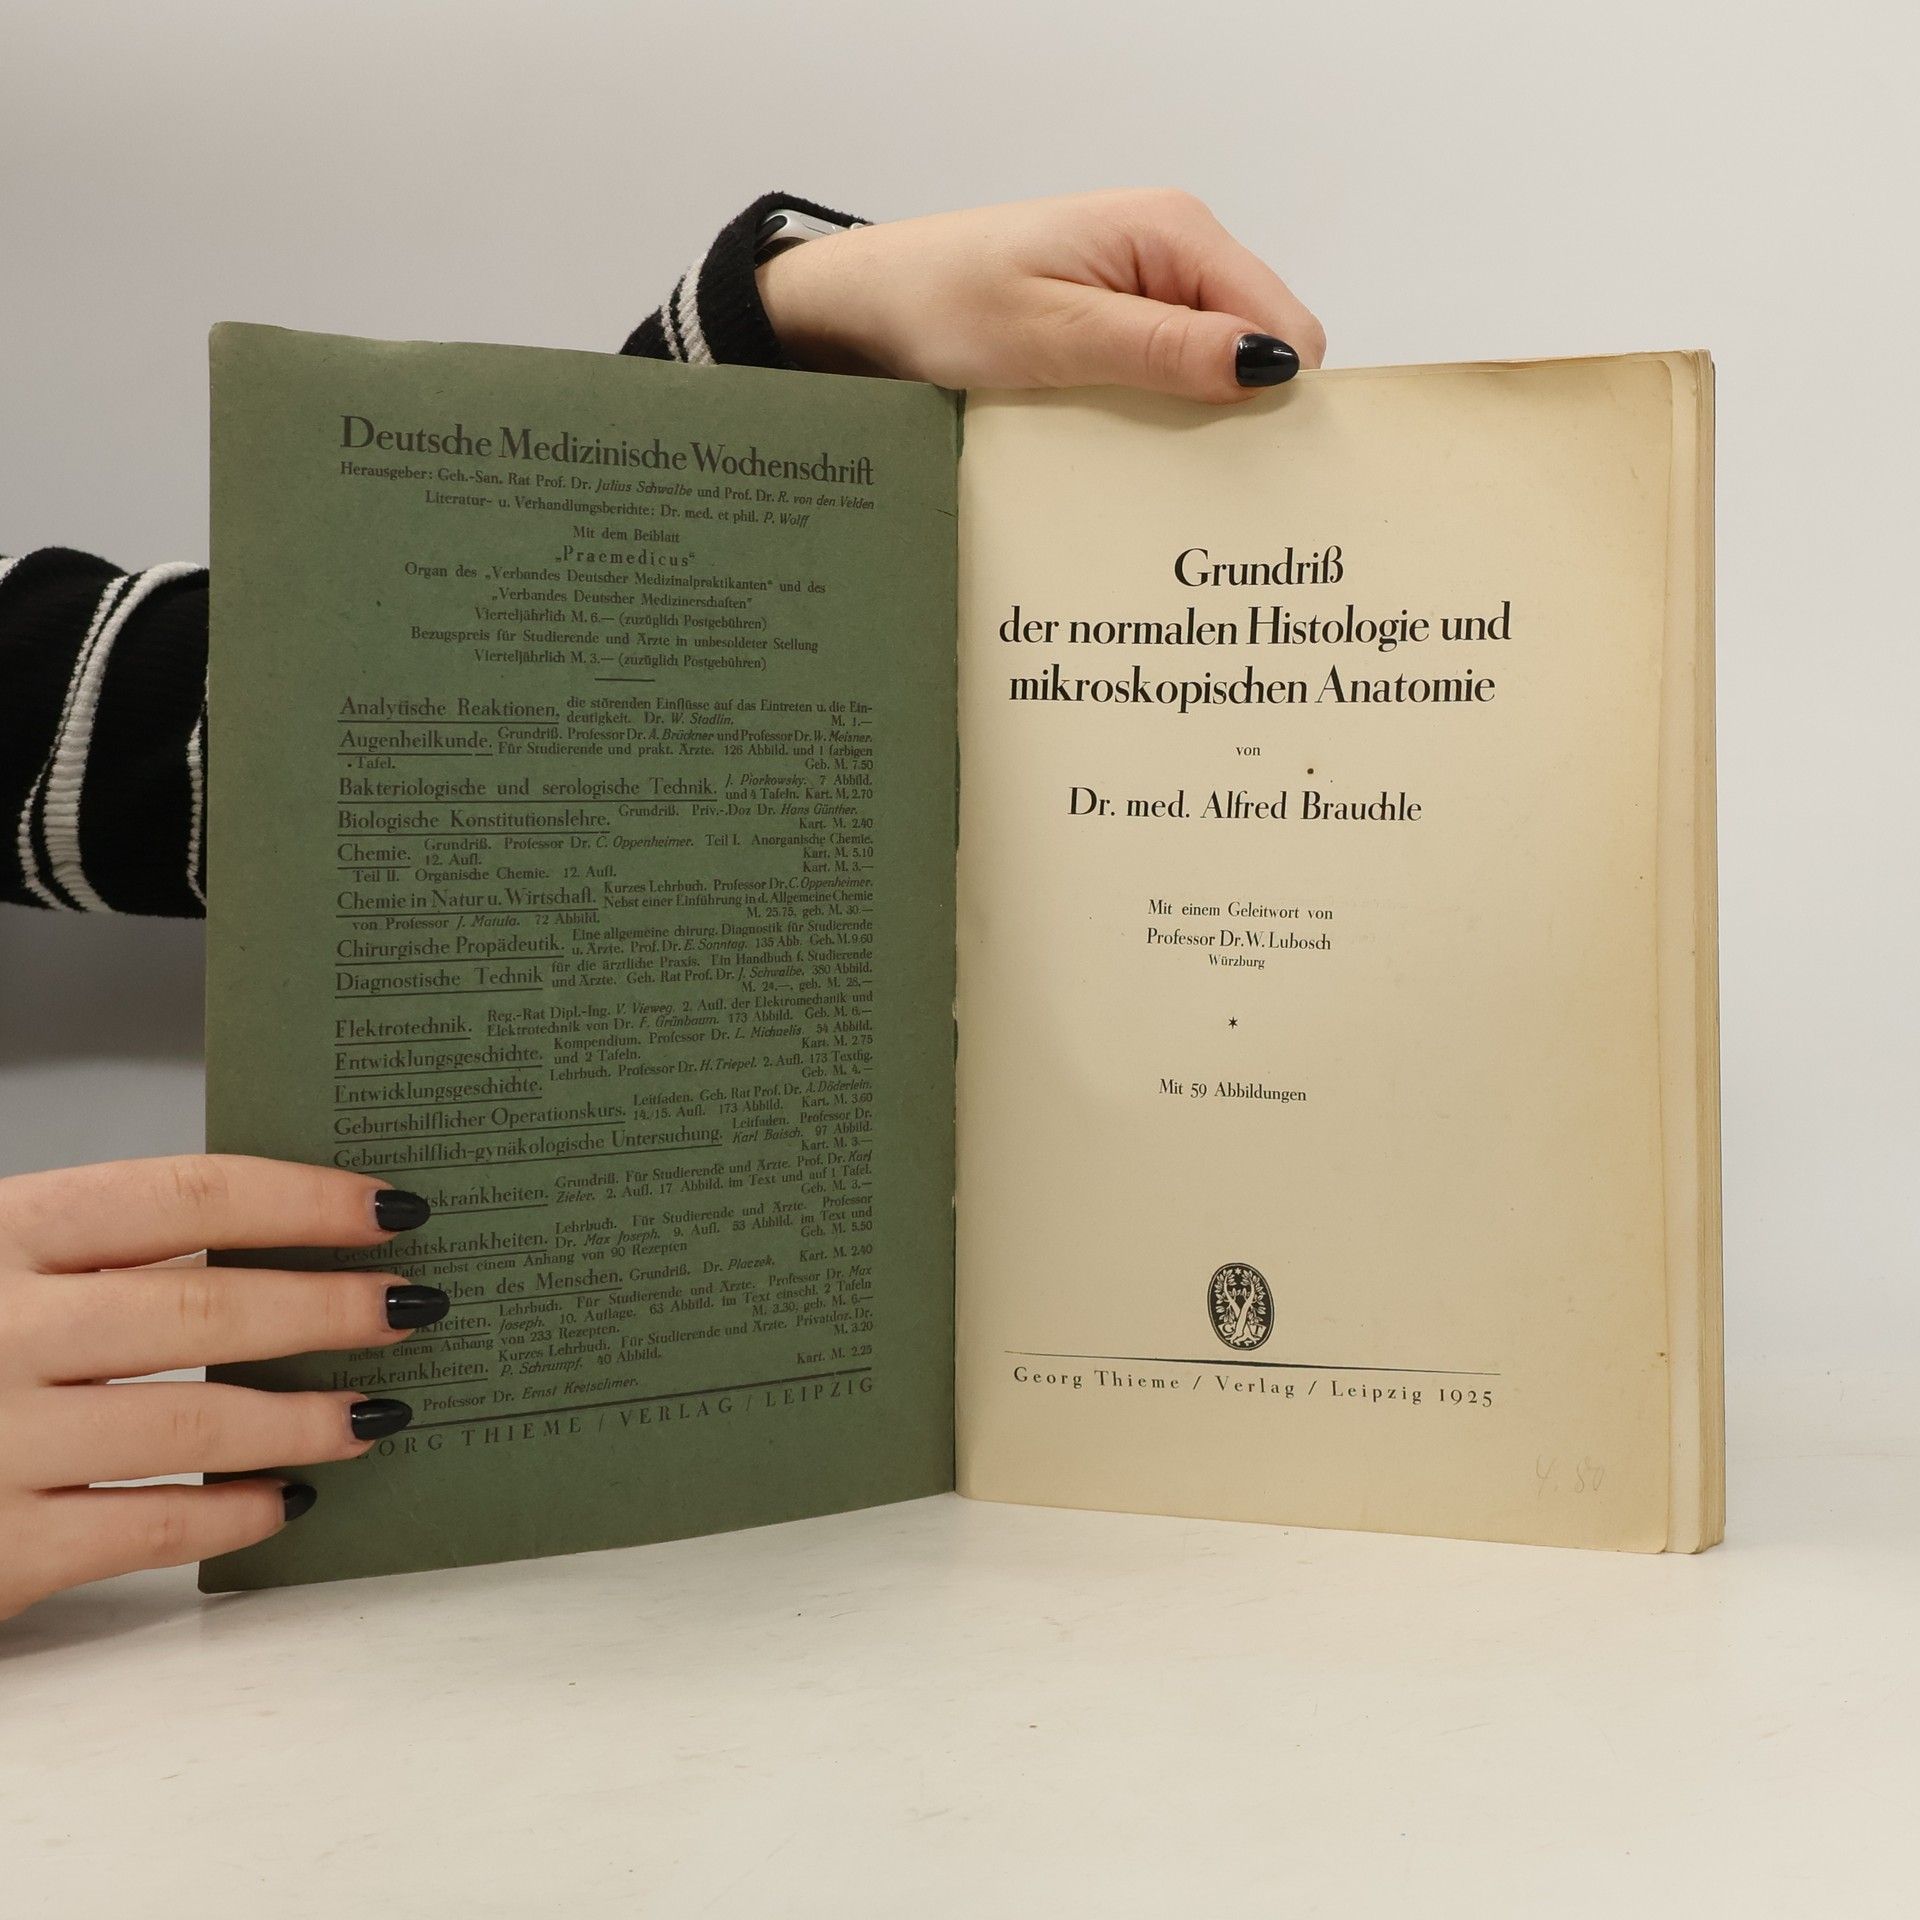 Deutsche Medizinische Wochenschrift
Herausgeber: Geh.-San. Rat Prof. Dr. Julius Schwalbe und Prof. Dr. R. von den Velden
Literatur- u. Verhandlungsberichte: Dr. med. et phil. P. Wolff
Mit dem Beiblatt
„Praemedicus“
Organ des „Verbandes Deutscher Medizinalpraktikanten“ und des
„Verbandes Deutscher Medizinerschaften“
Vierteljährlich M. 6.— (zuzüglich Postgebühren)
Bezugspreis für Studierende und Ärzte in unbesoldeter Stellung
Vierteljährlich M. 3.— (zuzüglich Postgebühren)
Analytische Reaktionen, die störenden Einflüsse auf das Eintreten u. die Ein-
deutigkeit. Dr. W. Stadlin. M. 1.—
Augenheilkunde. Grundriß. Professor Dr. A. Brückner und Professor Dr. W. Meisner.
Für Studierende und prakt. Ärzte. 126 Abbild. und 1 farbigen
Tafel. Geb. M. 7.50
Bakteriologische und serologische Technik. J. Piorkowsky. 7 Abbild.
und 4 Tafeln. Kart. M. 2.70
Biologische Konstitutionslehre. Grundriß. Priv.-Doz Dr. Hans Günther.
Kart. M. 2.40
Chemie. Grundriß. Professor Dr. C. Oppenheimer. Teil I. Anorganische Chemie.
12. Aufl. Kart. M. 5.10
Teil II. Organische Chemie. 12. Aufl. Kart. M. 3.—
Chemie in Natur u. Wirtschaft. Kurzes Lehrbuch. Professor Dr. C. Oppenheimer.
Nebst einer Einführung in d. Allgemeine Chemie
von Professor J. Matula. 72 Abbild. M. 25.75, geb. M. 30.—
Chirurgische Propädeutik. Eine allgemeine chirurg. Diagnostik für Studierende
u. Ärzte. Prof. Dr. E. Sonntag. 135 Abb. Geb. M. 9.60
Diagnostische Technik für die ärztliche Praxis. Ein Handbuch f. Studierende
und Ärzte. Geh. Rat Prof. Dr. J. Schwalbe. 380 Abbild.
M. 24.—, geb. M. 28.—
Elektrotechnik. Reg.-Rat Dipl.-Ing. V. Vieweg. 2. Aufl. der Elektromechanik und
Elektrotechnik von Dr. F. Grünbaum. 173 Abbild. Geb. M. 6.—
Entwicklungsgeschichte. Kompendium. Professor Dr. L. Michaelis. 54 Abbild.
und 2 Tafeln. Kart. M. 2.75
Entwicklungsgeschichte. Lehrbuch. Professor Dr. H. Triepel. 2. Aufl. 173 Textfig.
Geb. M. 4.—
Geburtshilflicher Operationskurs. Leitfaden. Geh. Rat Prof. Dr. A. Döderlein.
14./15. Aufl. 173 Abbild. Kart. M. 3.60
Geburtshilflich-gynäkologische Untersuchung. Leitfaden. Professor Dr.
Karl Baisch. 97 Abbild.
Kart. M. 3.—
tskrankheiten. Grundriß. Für Studierende und Ärzte. Prof. Dr. Karl
Zieler. 2. Aufl. 17 Abbild. im Text und auf 1 Tafel.
Geb. M. 3.—
Geschlechtskrankheiten. Lehrbuch. Für Studierende und Ärzte. Professor
Dr. Max Joseph. 9. Aufl. 53 Abbild. im Text und
Tafel nebst einem Anhang von 90 Rezepten Geh. M. 5.50
leben des Menschen. Grundriß. Dr. Placzek. Kart. M. 2.40
kheiten. Lehrbuch. Für Studierende und Ärzte. Professor Dr. Max
Joseph. 10. Auflage. 63 Abbild. im Text einschl. 2 Tafeln
nebst einem Anhang von 233 Rezepten. M. 3.30, geb. M. 6.—
Herzkrankheiten. Kurzes Lehrbuch. Für Studierende und Ärzte. Privatdoz. Dr.
P. Schrumpf. 40 Abbild. M. 3.20
Professor Dr. Ernst Kretschmer. Kart. M. 2.25
EORG THIEME / VERLAG / LEIPZIG
Grundriß
der normalen Histologie und
mikroskopischen Anatomie
von
Dr. med. Alfred Brauchle
Mit einem Geleitwort von
Professor Dr. W. Lubosch
Würzburg
*
Mit 59 Abbildungen
G T V
Georg Thieme / Verlag / Leipzig 1925
4.80